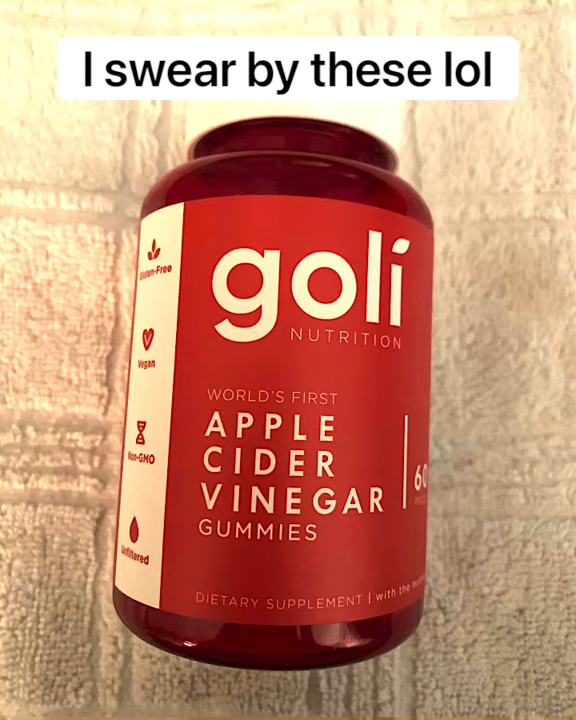 I swear by these lol
goli
NUTRITION
Gluten-Free
Vegan
Non-GMO
Unfiltered
WORLD'S FIRST
APPLE
CIDER
VINEGAR
GUMMIES
60
DIETARY SUPPLEMENT | with the